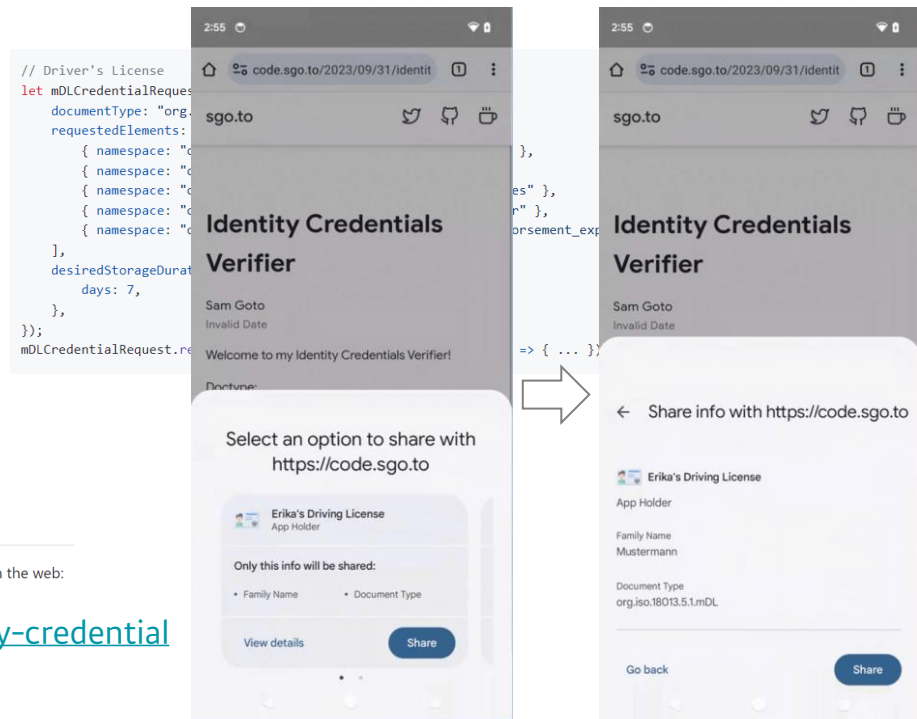 // Driver's License
let mDLCredentialReques
documentType: "org.
requestedElements:
{ namespace: "c },
{ namespace: "c
{ namespace: "c es" },
{ namespace: "c r" },
{ namespace: "c orsement_exp
],
desiredStorageDurat
days: 7,
},
});
mDLCredentialRequest.re => { ... })
n the web:
y-credential
2:55
code.sgo.to/2023/09/31/identit
1
sgo.to
Identity Credentials
Verifier
Sam Goto
Invalid Date
Welcome to my Identity Credentials Verifier!
Doctype:
Select an option to share with
https://code.sgo.to
Erika's Driving License
App Holder
Only this info will be shared:
• Family Name • Document Type
View details Share
2:55
code.sgo.to/2023/09/31/identit
1
sgo.to
Identity Credentials
Verifier
Sam Goto
Invalid Date
← Share info with https://code.sgo.to
Erika's Driving License
App Holder
Family Name
Mustermann
Document Type
org.iso.18013.5.1.mDL
Go back Share